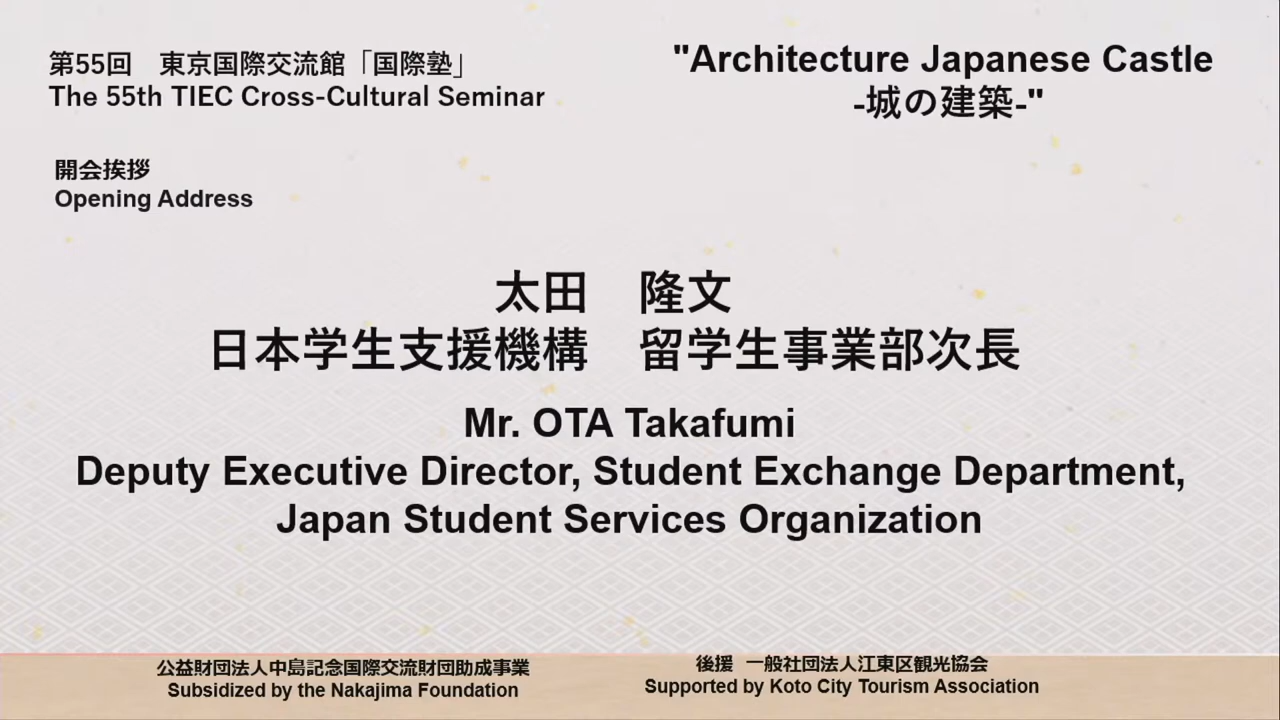 第55回　東京国際交流館「国際塾」
The 55th TIEC Cross-Cultural Seminar
"Architecture Japanese Castle
-城の建築-"
開会挨拶
Opening Address
太田　隆文
日本学生支援機構　留学生事業部次長
Mr. OTA Takafumi
Deputy Executive Director, Student Exchange Department,
Japan Student Services Organization
公益財団法人中島記念国際交流財団助成事業
Subsidized by the Nakajima Foundation
後援　一般社団法人江東区観光協会
Supported by Koto City Tourism Association